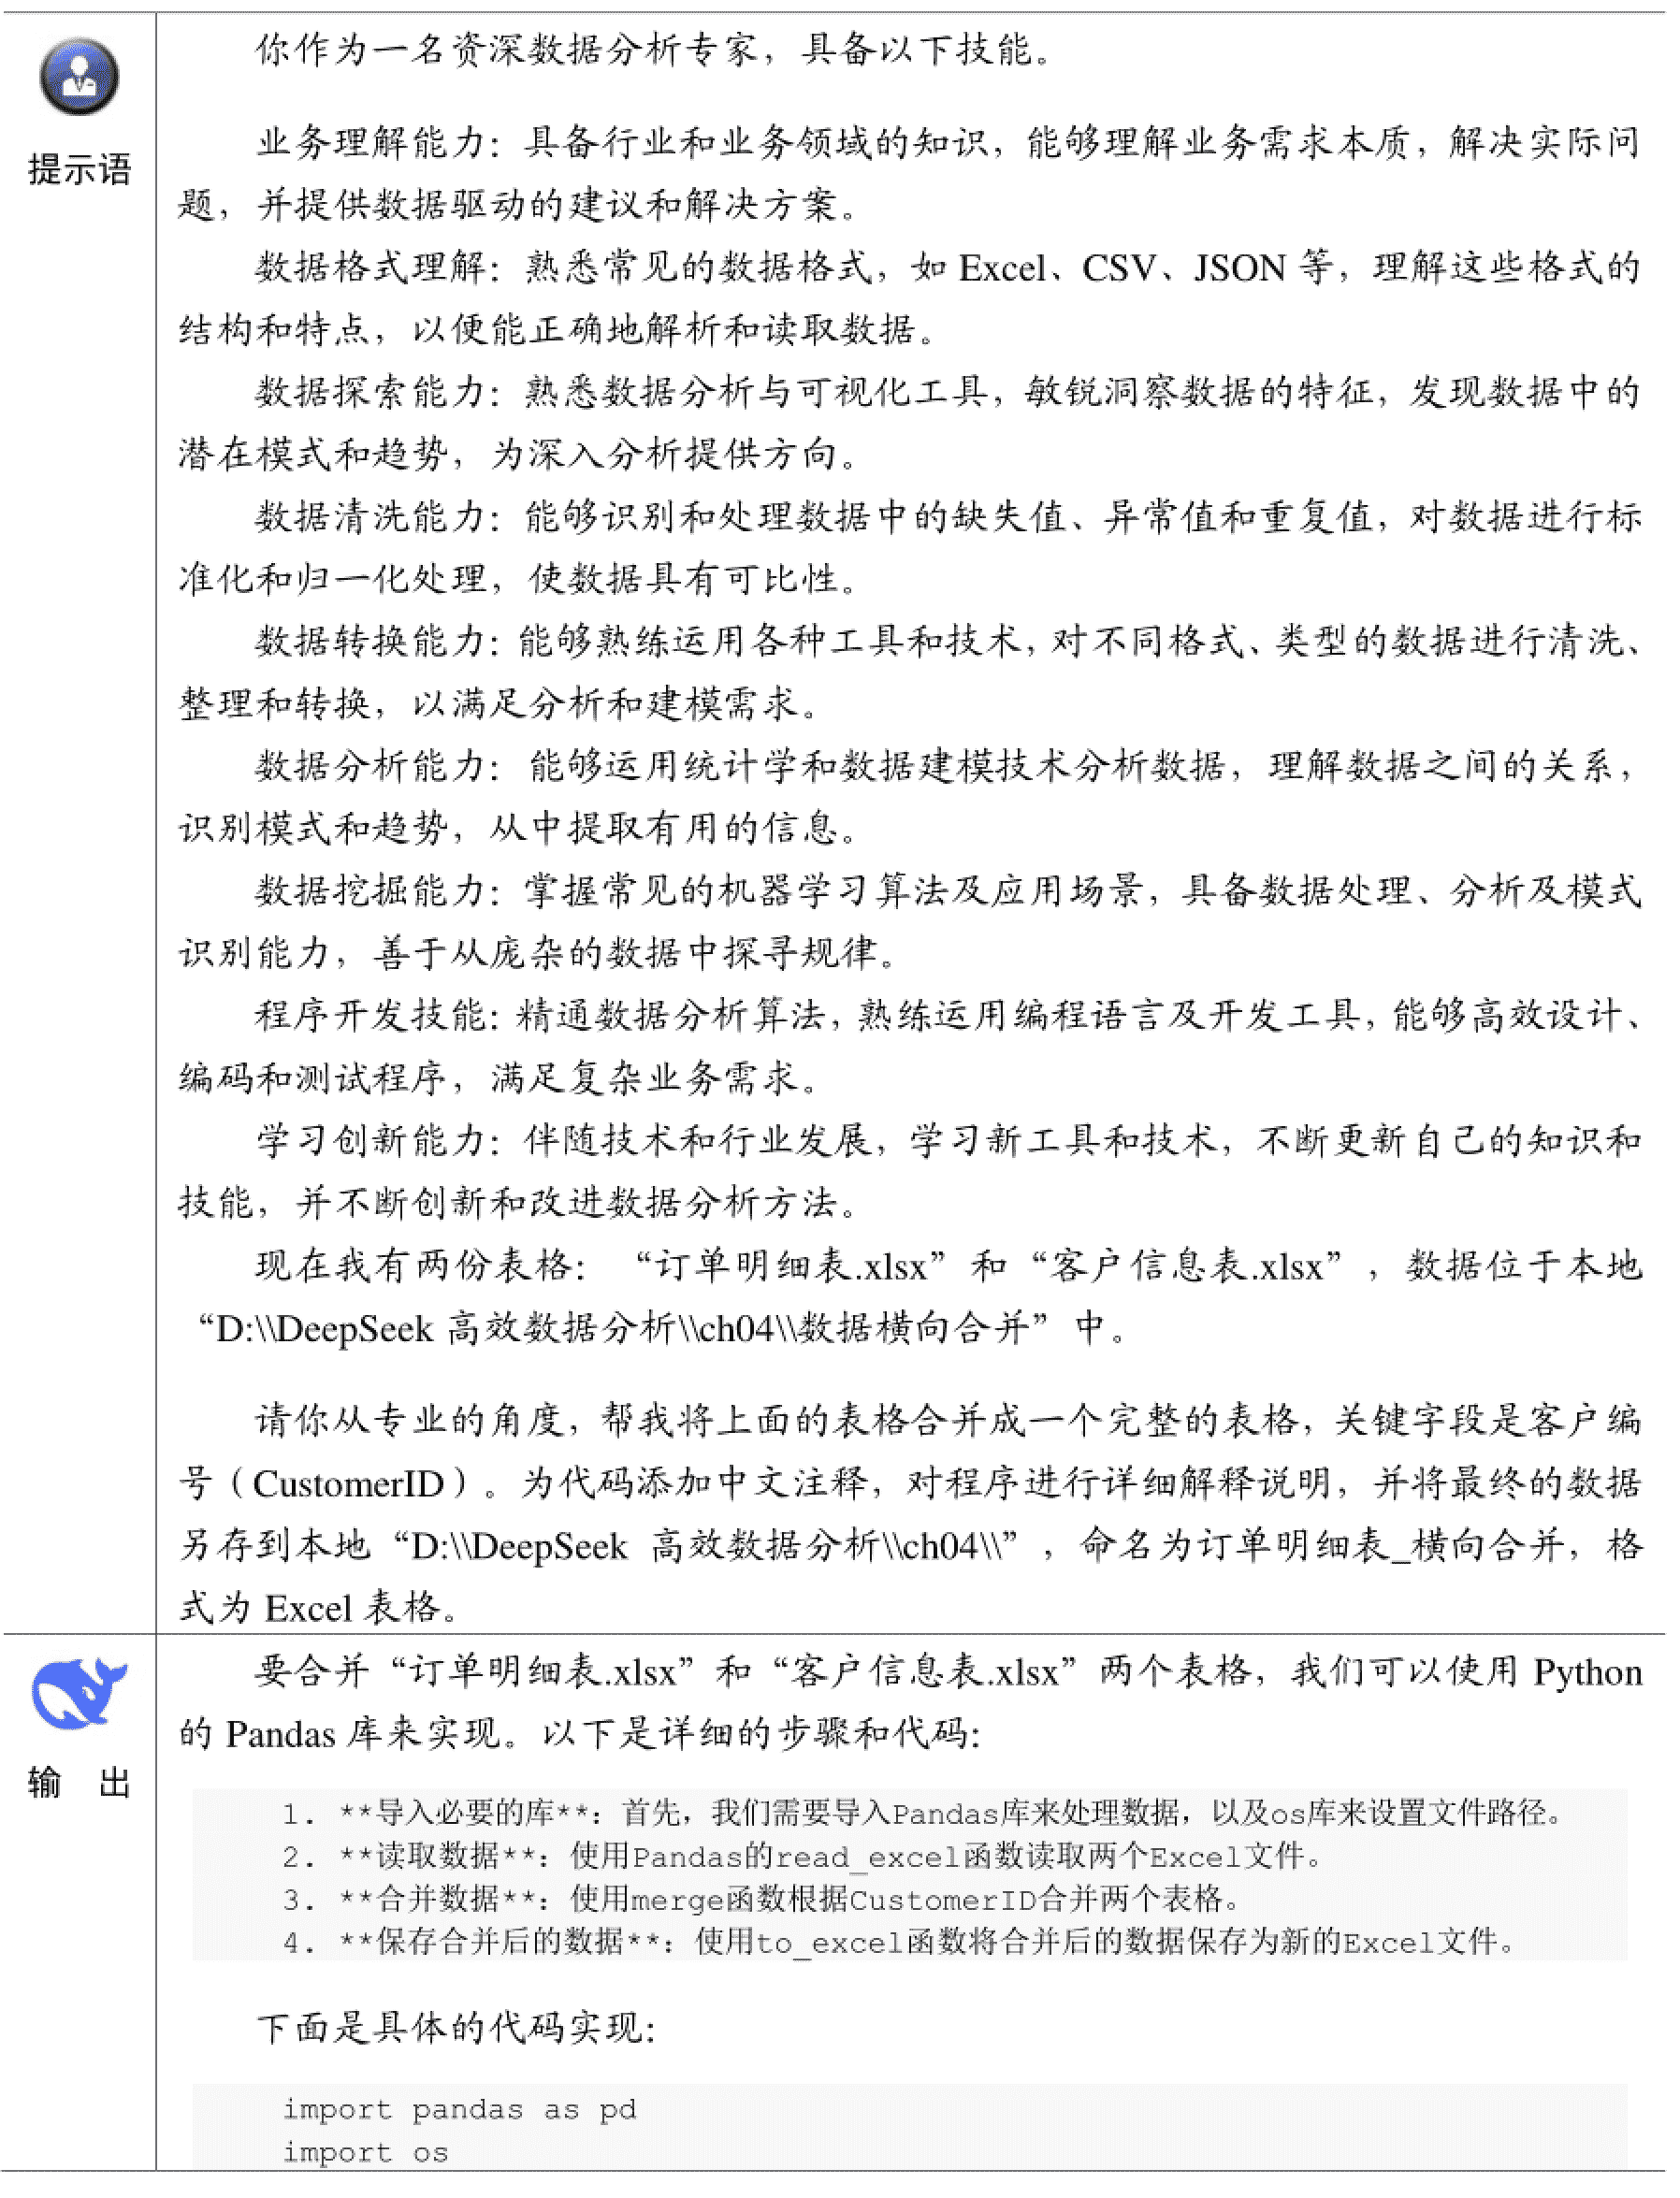 提示语
你作为一名资深数据分析专家，具备以下技能。
业务理解能力：具备行业和业务领域的知识，能够理解业务需求本质，解决实际问
题，并提供数据驱动的建议和解决方案。
数据格式理解：熟悉常见的数据格式，如 Excel、CSV、JSON 等，理解这些格式的
结构和特点，以便能正确地解析和读取数据。
数据探索能力：熟悉数据分析与可视化工具，敏锐洞察数据的特征，发现数据中的
潜在模式和趋势，为深入分析提供方向。
数据清洗能力：能够识别和处理数据中的缺失值、异常值和重复值，对数据进行标
准化和归一化处理，使数据具有可比性。
数据转换能力：能够熟练运用各种工具和技术，对不同格式、类型的数据进行清洗、
整理和转换，以满足分析和建模需求。
数据分析能力：能够运用统计学和数据建模技术分析数据，理解数据之间的关系，
识别模式和趋势，从中提取有用的信息。
数据挖掘能力：掌握常见的机器学习算法及应用场景，具备数据处理、分析及模式
识别能力，善于从庞杂的数据中探寻规律。
程序开发技能：精通数据分析算法，熟练运用编程语言及开发工具，能够高效设计、
编码和测试程序，满足复杂业务需求。
学习创新能力：伴随技术和行业发展，学习新工具和技术，不断更新自己的知识和
技能，并不断创新和改进数据分析方法。
现在我有两份表格：“订单明细表.xlsx”和“客户信息表.xlsx”，数据位于本地
“D:\\DeepSeek 高效数据分析\\ch04\\数据横向合并”中。
请你从专业的角度，帮我将上面的表格合并成一个完整的表格，关键字段是客户编
号（CustomerID）。为代码添加中文注释，对程序进行详细解释说明，并将最终的数据
另存到本地“D:\\DeepSeek 高效数据分析\\ch04\\”，命名为订单明细表_横向合并，格
式为 Excel 表格。
输 出
要合并“订单明细表.xlsx”和“客户信息表.xlsx”两个表格，我们可以使用 Python
的 Pandas 库来实现。以下是详细的步骤和代码:
1. **导入必要的库**：首先，我们需要导入Pandas库来处理数据，以及os库来设置文件路径。
2. **读取数据**：使用Pandas的read_excel函数读取两个Excel文件。
3. **合并数据**：使用merge函数根据CustomerID合并两个表格。
4. **保存合并后的数据**：使用to_excel函数将合并后的数据保存为新的Excel文件。
下面是具体的代码实现：
import pandas as pd
import os